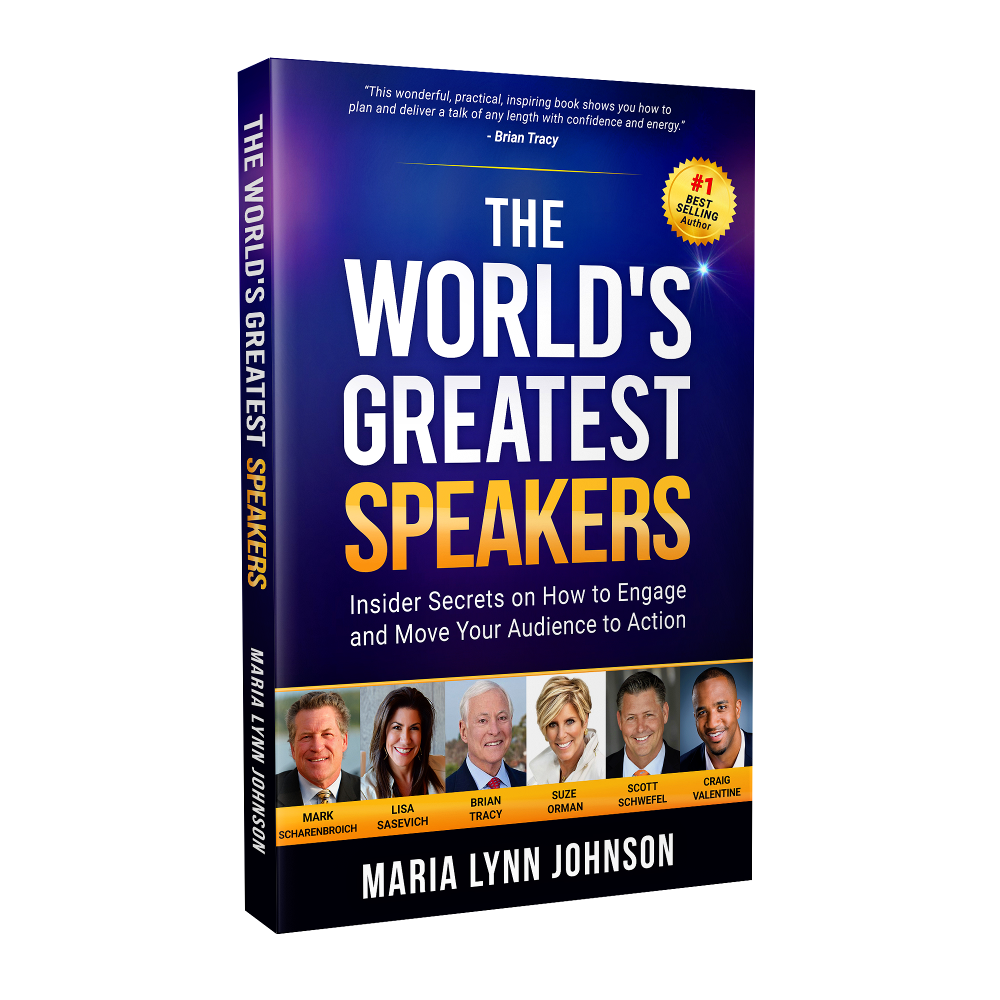 “This wonderful, practical, inspiring book shows you how to
plan and deliver a talk of any length with confidence and energy.”
- Brian Tracy
#1
BEST
SELLING
Author
THE
WORLD'S
GREATEST
SPEAKERS
Insider Secrets on How to Engage
and Move Your Audience to Action
MARK
SCHARENBROICH
LISA
SASEVICH
BRIAN
TRACY
SUZE
ORMAN
SCOTT
SCHWEFEL
CRAIG
VALENTINE
MARIA LYNN JOHNSON
THE WORLD'S GREATEST SPEAKERS MARIA LYNN JOHNSON